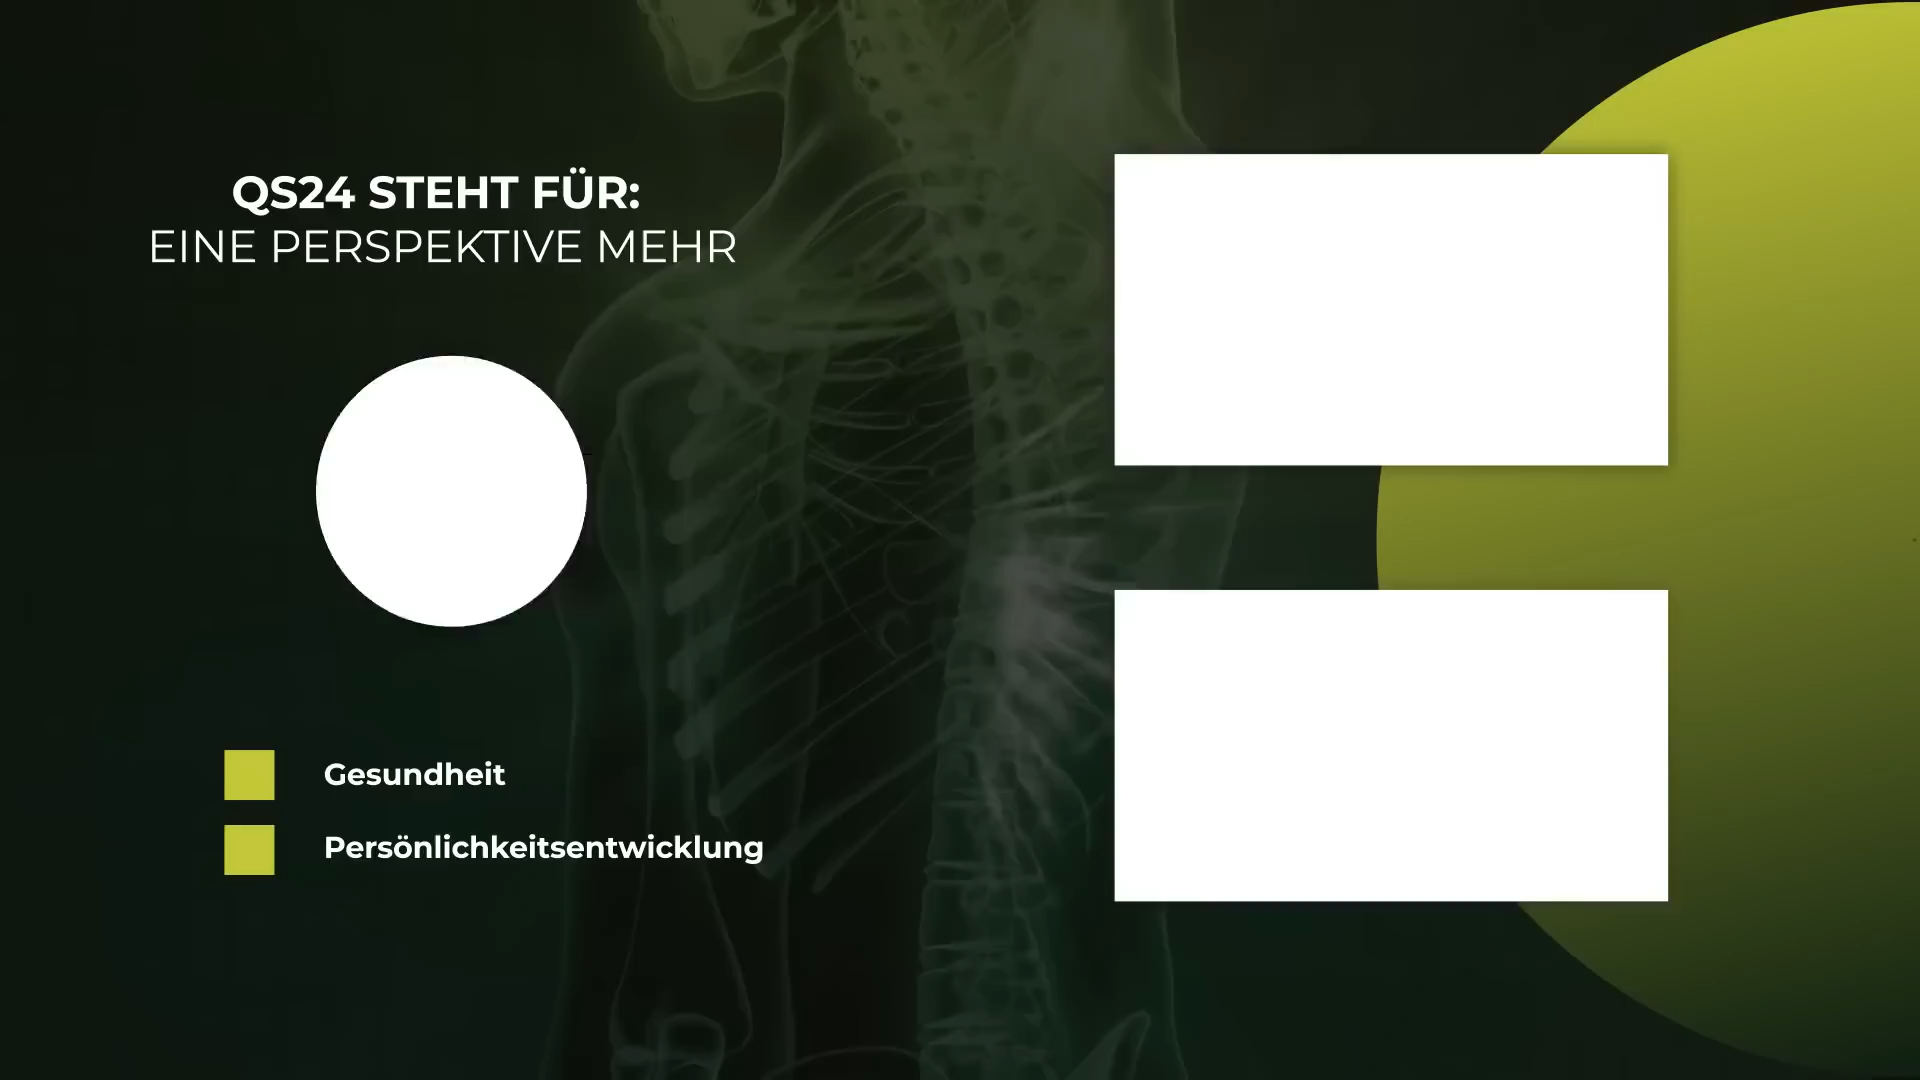 QS24 STEHT FÜR:
EINE PERSPEKTIVE MEHR
Gesundheit
Persönlichkeitsentwicklung